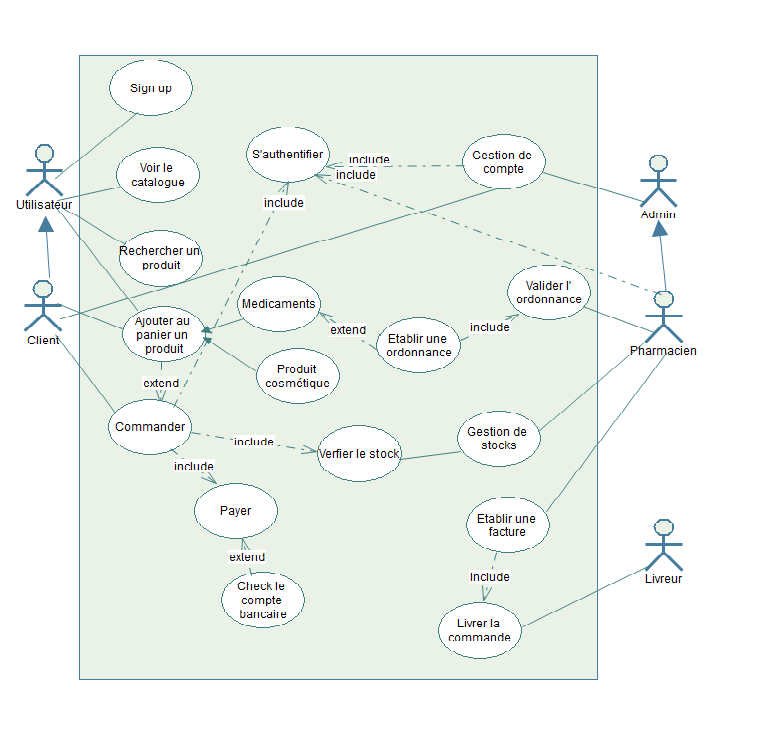 Sign up
S'authentifier
include
Gestion de
compte
include
Voir le
catalogue
Utilisateur
include
Admin
Rechercher un
produit
Valider l'
ordonnance
Medicaments
Ajouter au
panier un
produit
extend
include
Etablir une
ordonnance
Client
Pharmacien
Produit
cosmétique
extend
Commander
include
Gestion de
stocks
Verfier le stock
include
Payer
Etablir une
facture
extend
include
Livreur
Check le
compte
bancaire
Livrer la
commande